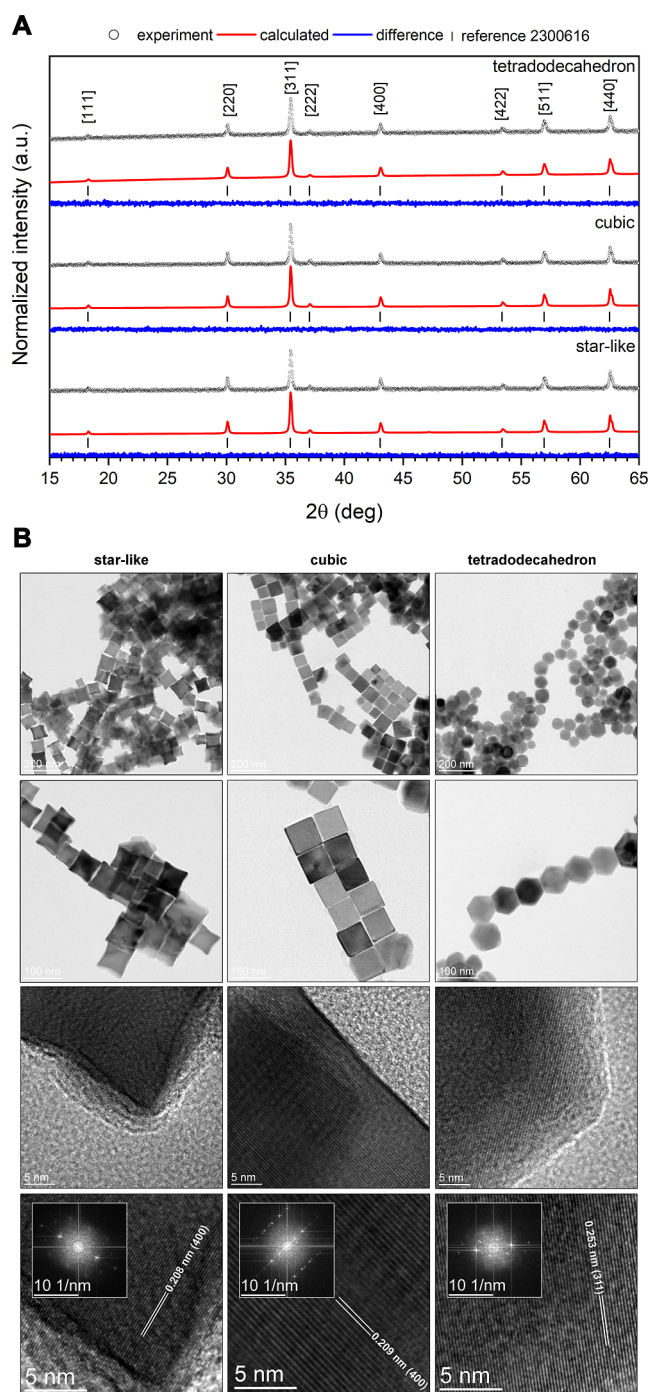 A
experiment calculated difference reference 2300616
tetradodecahedron
[111] [220] [311] [222] [400] [422] [511] [440]
cubic
star-like
Normalized intensity (a.u.)
15 20 25 30 35 40 45 50 55 60 65
2θ (deg)
B
star-like cubic tetradodecahedron
200 nm 200 nm 200 nm
100 nm 100 nm 100 nm
5 nm 5 nm 5 nm
10 1/nm 10 1/nm 10 1/nm
0.208 nm (400) 0.209 nm (400) 0.253 nm (311)
5 nm 5 nm 5 nm